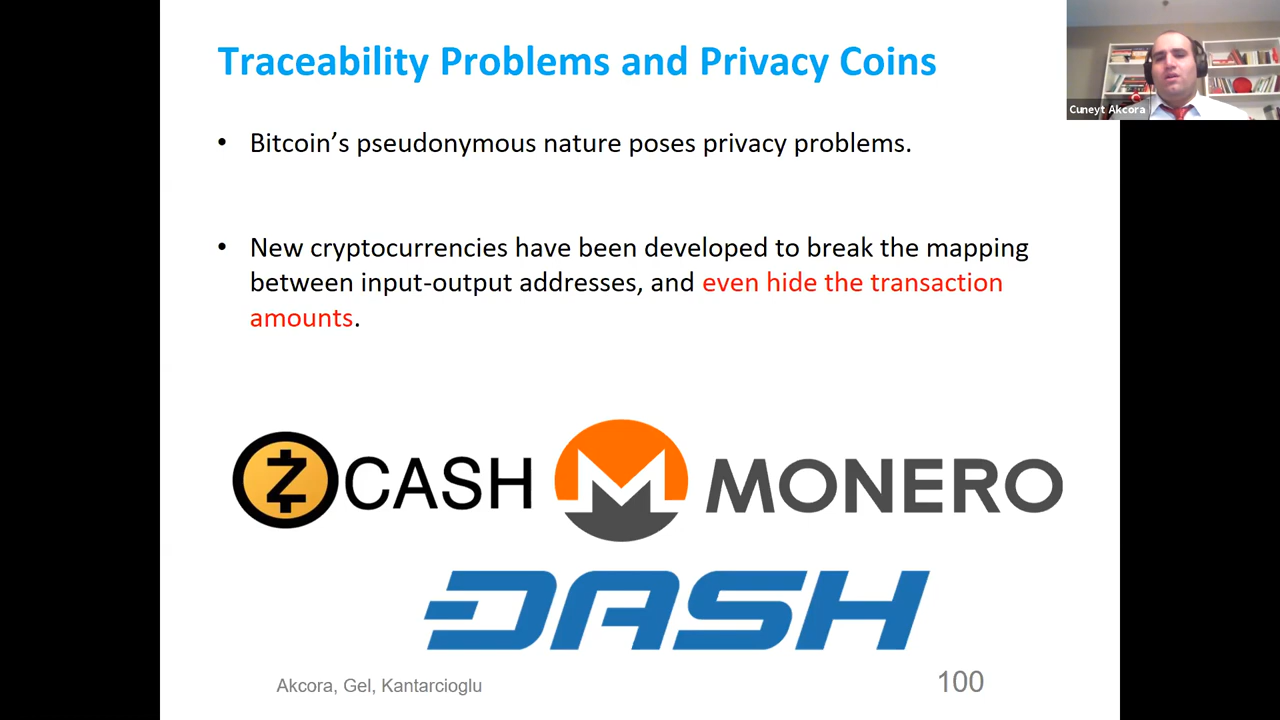 Traceability Problems and Privacy Coins
Cuneyt Akcora
• Bitcoin’s pseudonymous nature poses privacy problems.
• New cryptocurrencies have been developed to break the mapping
between input-output addresses, and even hide the transaction
amounts.
ZCASH MONERO
DASH
Akcora, Gel, Kantarcioglu
100